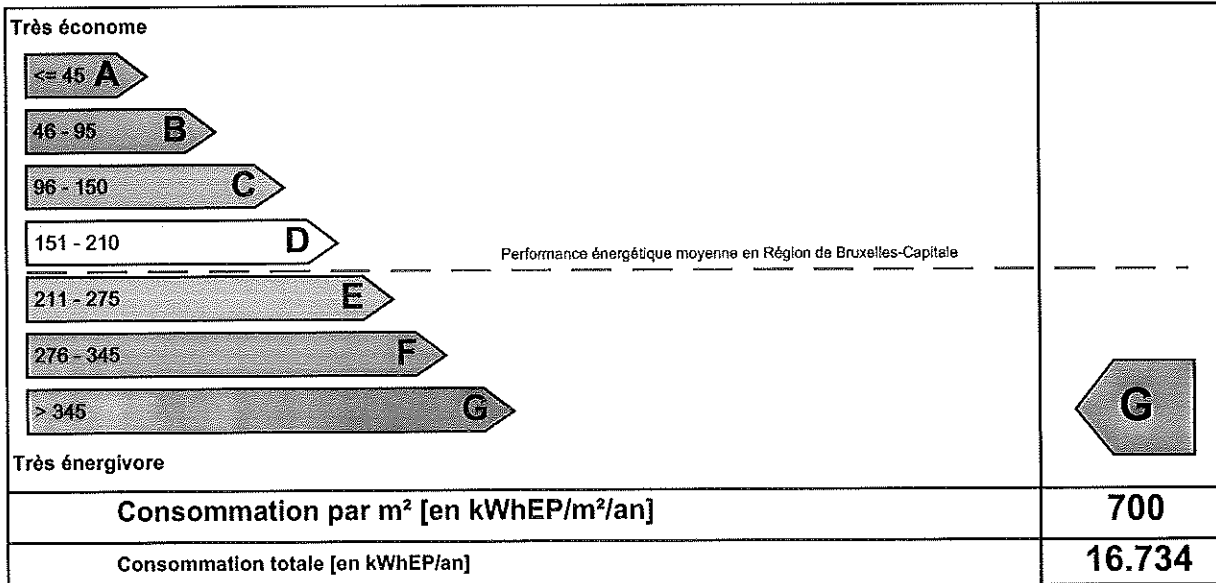 Très économe
<= 45 A
46 - 95 B
96 - 150 C
151 - 210 D
Performance énergétique moyenne en Région de Bruxelles-Capitale
211 - 275 E
276 - 345 F
> 345 G
G
Très énergivore
Consommation par m² [en kWhEP/m²/an] 700
Consommation totale [en kWhEP/an] 16.734